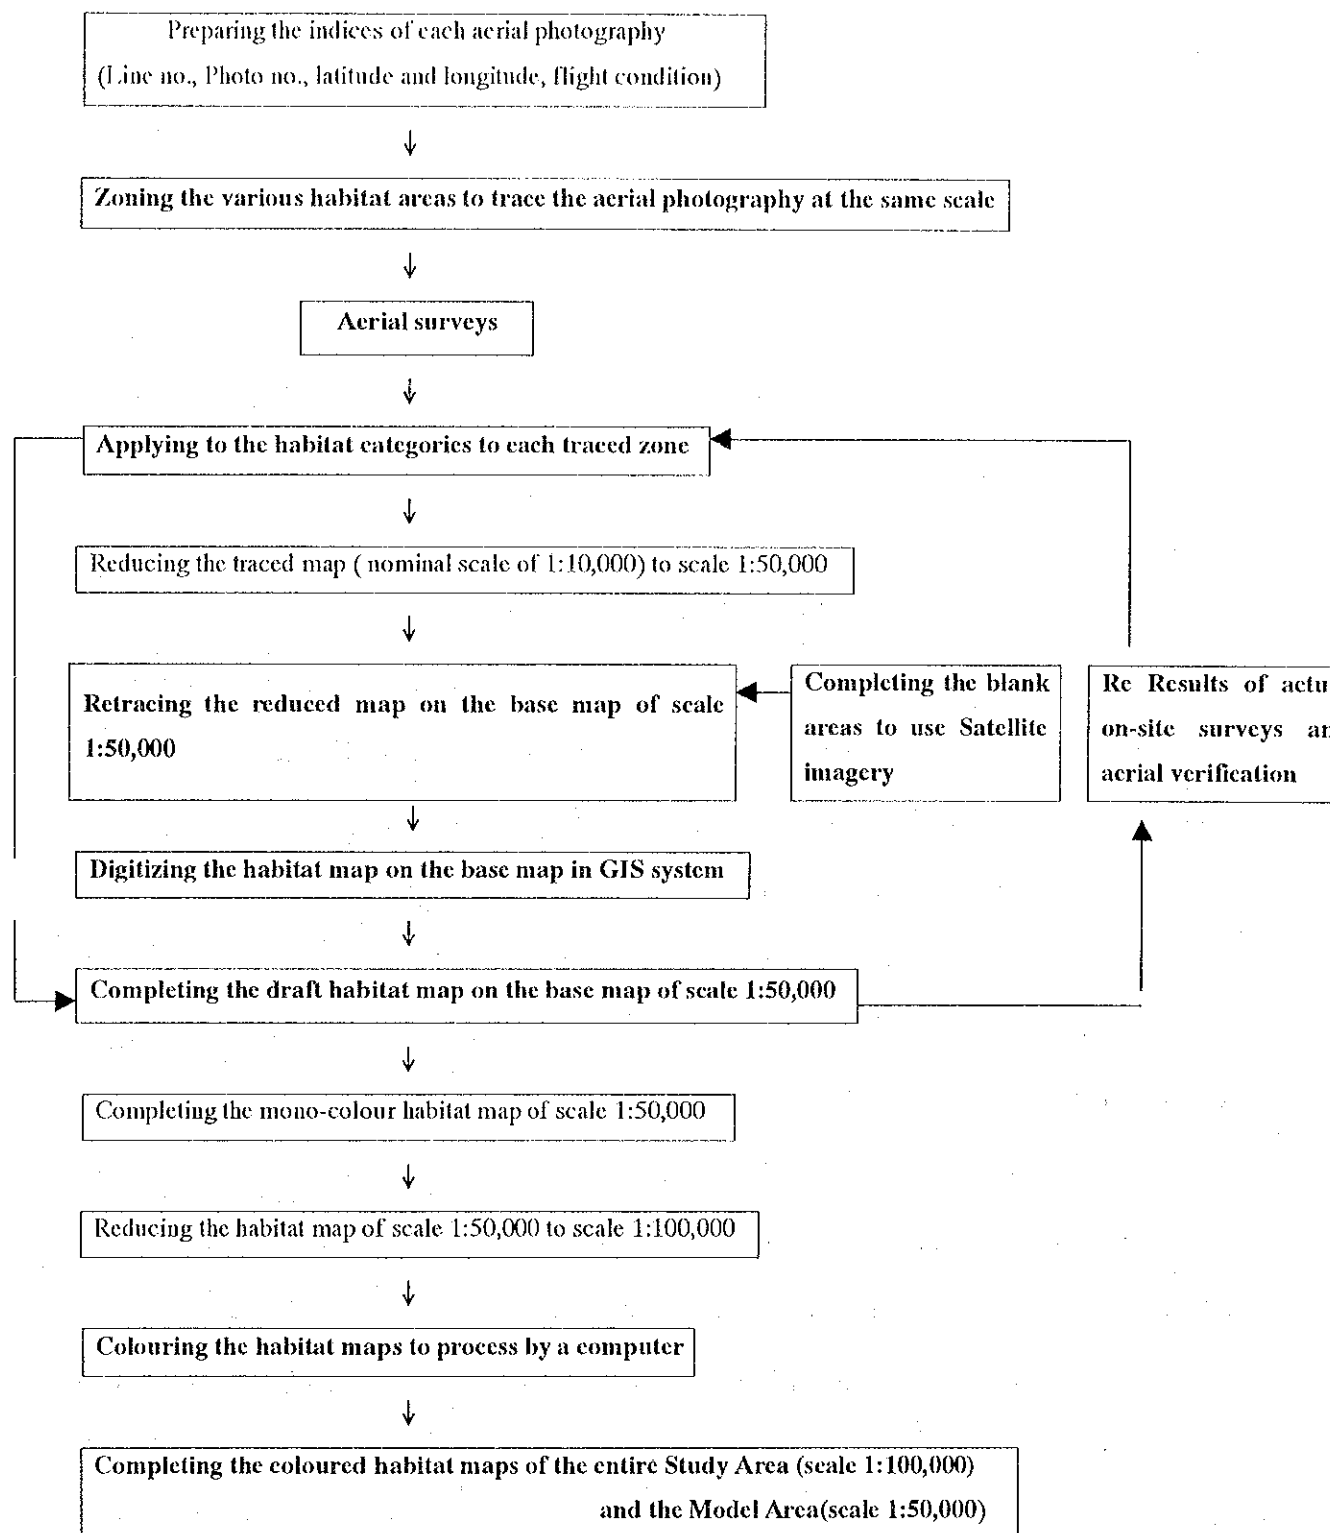 Preparing the indices of each aerial photography
(Line no., Photo no., latitude and longitude, flight condition)
Zoning the various habitat areas to trace the aerial photography at the same scale
Aerial surveys
Applying to the habitat categories to each traced zone
Reducing the traced map ( nominal scale of 1:10,000) to scale 1:50,000
Retracing the reduced map on the base map of scale
1:50,000
Completing the blank
areas to use Satellite
imagery
Re Results of actu
on-site surveys an
aerial verification
Digitizing the habitat map on the base map in GIS system
Completing the draft habitat map on the base map of scale 1:50,000
Completing the mono-colour habitat map of scale 1:50,000
Reducing the habitat map of scale 1:50,000 to scale 1:100,000
Colouring the habitat maps to process by a computer
Completing the coloured habitat maps of the entire Study Area (scale 1:100,000)
and the Model Area(scale 1:50,000)